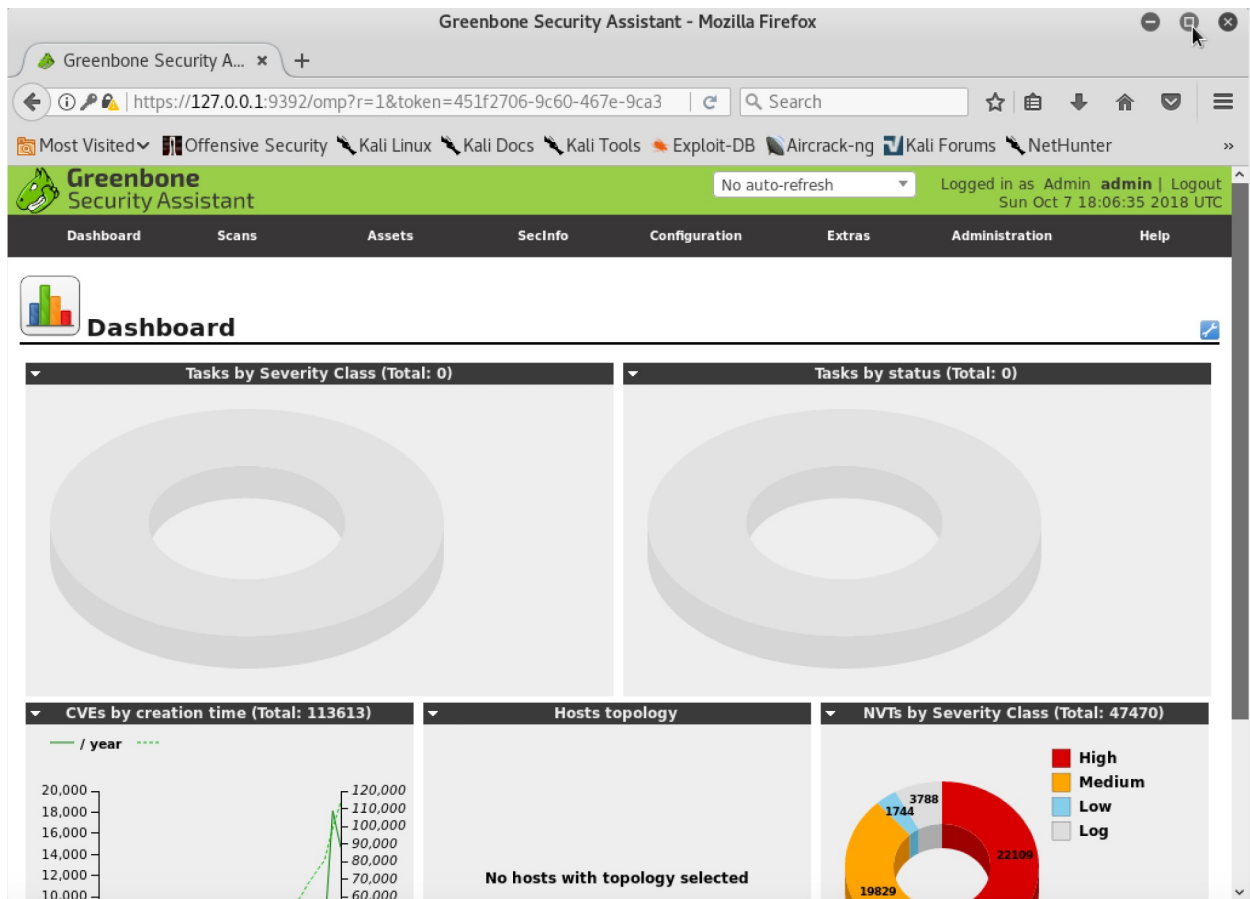 Greenbone Security Assistant - Mozilla Firefox
Greenbone Security A... × +
https://127.0.0.1:9392/omp?r=1&token=451f2706-9c60-467e-9ca3 Search
Most Visited Offensive Security Kali Linux Kali Docs Kali Tools Exploit-DB Aircrack-ng Kali Forums NetHunter »
Greenbone
Security Assistant
No auto-refresh
Logged in as Admin admin | Logout
Sun Oct 7 18:06:35 2018 UTC
Dashboard Scans Assets SecInfo Configuration Extras Administration Help
Dashboard
Tasks by Severity Class (Total: 0)
Tasks by status (Total: 0)
CVEs by creation time (Total: 113613)
/ year
20,000
18,000
16,000
14,000
12,000
10,000
120,000
110,000
100,000
90,000
80,000
70,000
60,000
Hosts topology
No hosts with topology selected
NVTs by Severity Class (Total: 47470)
High
Medium
Low
Log
3788
1744
22109
19829